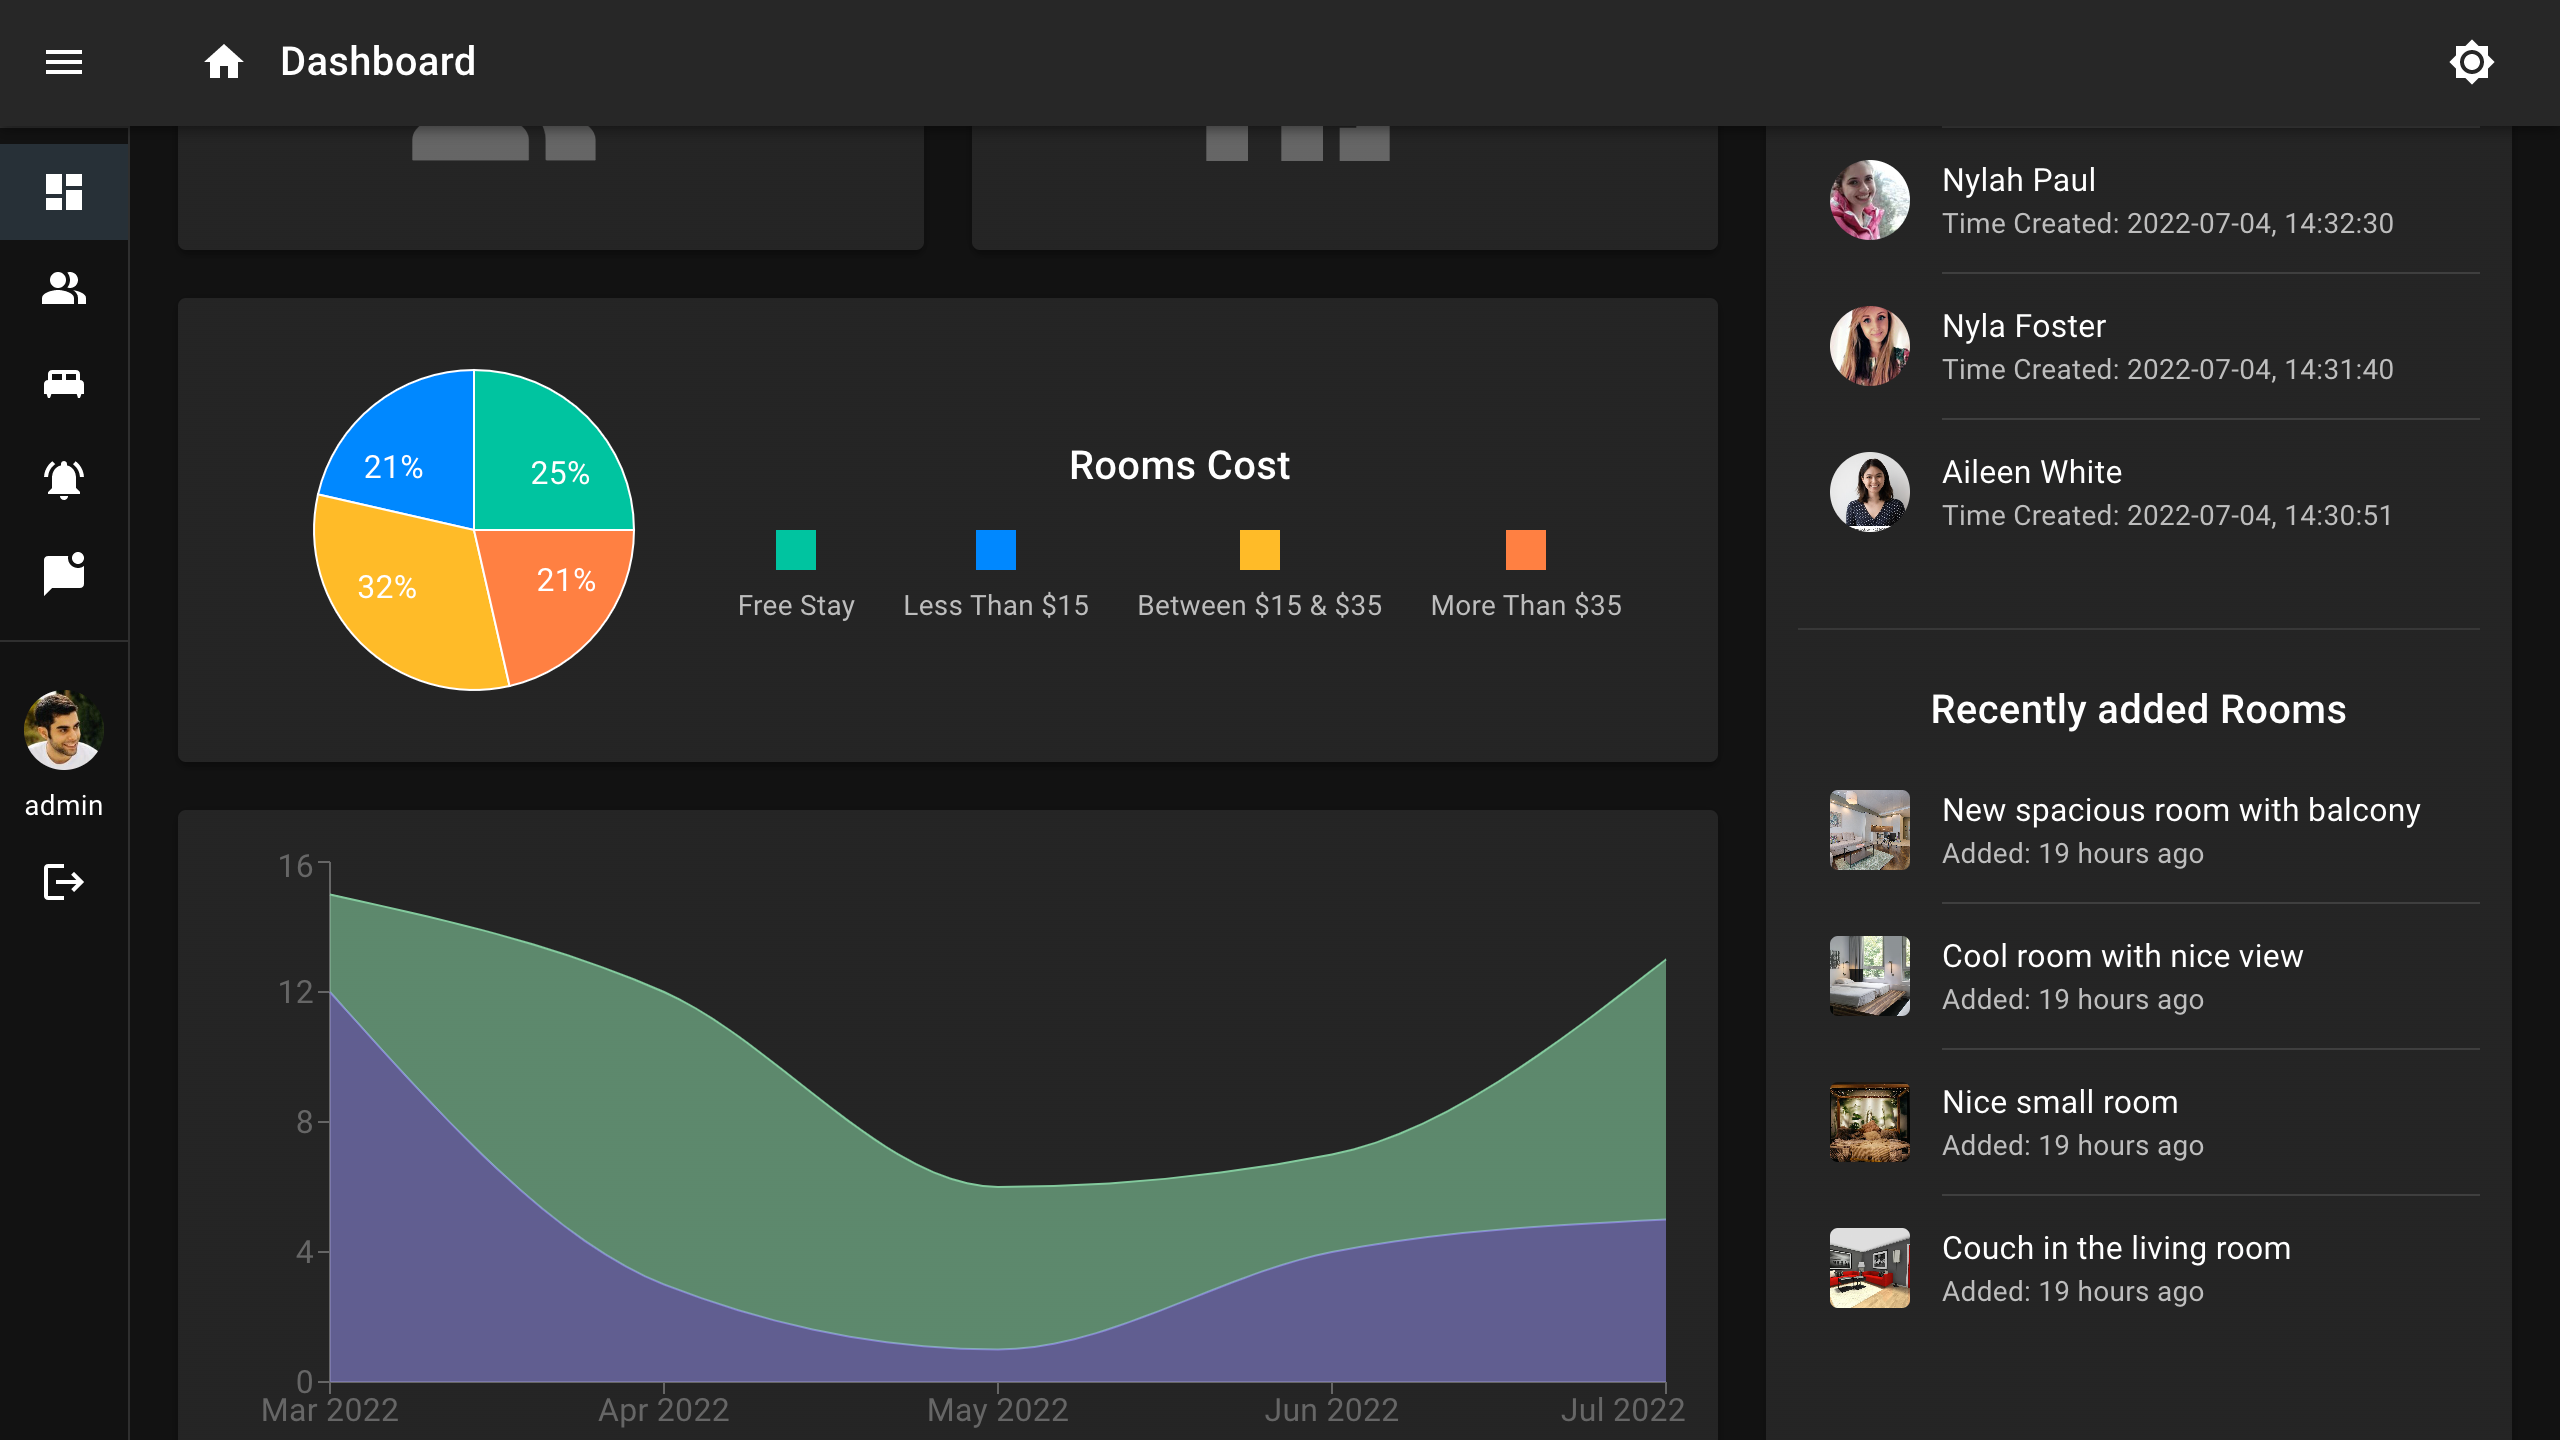 Dashboard
admin
25%
21%
32%
21%
Rooms Cost
Free Stay
Less Than $15
Between $15 & $35
More Than $35
16
12
8
4
0
Mar 2022
Apr 2022
May 2022
Jun 2022
Jul 2022
Nylah Paul
Time Created: 2022-07-04, 14:32:30
Nyla Foster
Time Created: 2022-07-04, 14:31:40
Aileen White
Time Created: 2022-07-04, 14:30:51
Recently added Rooms
New spacious room with balcony
Added: 19 hours ago
Cool room with nice view
Added: 19 hours ago
Nice small room
Added: 19 hours ago
Couch in the living room
Added: 19 hours ago